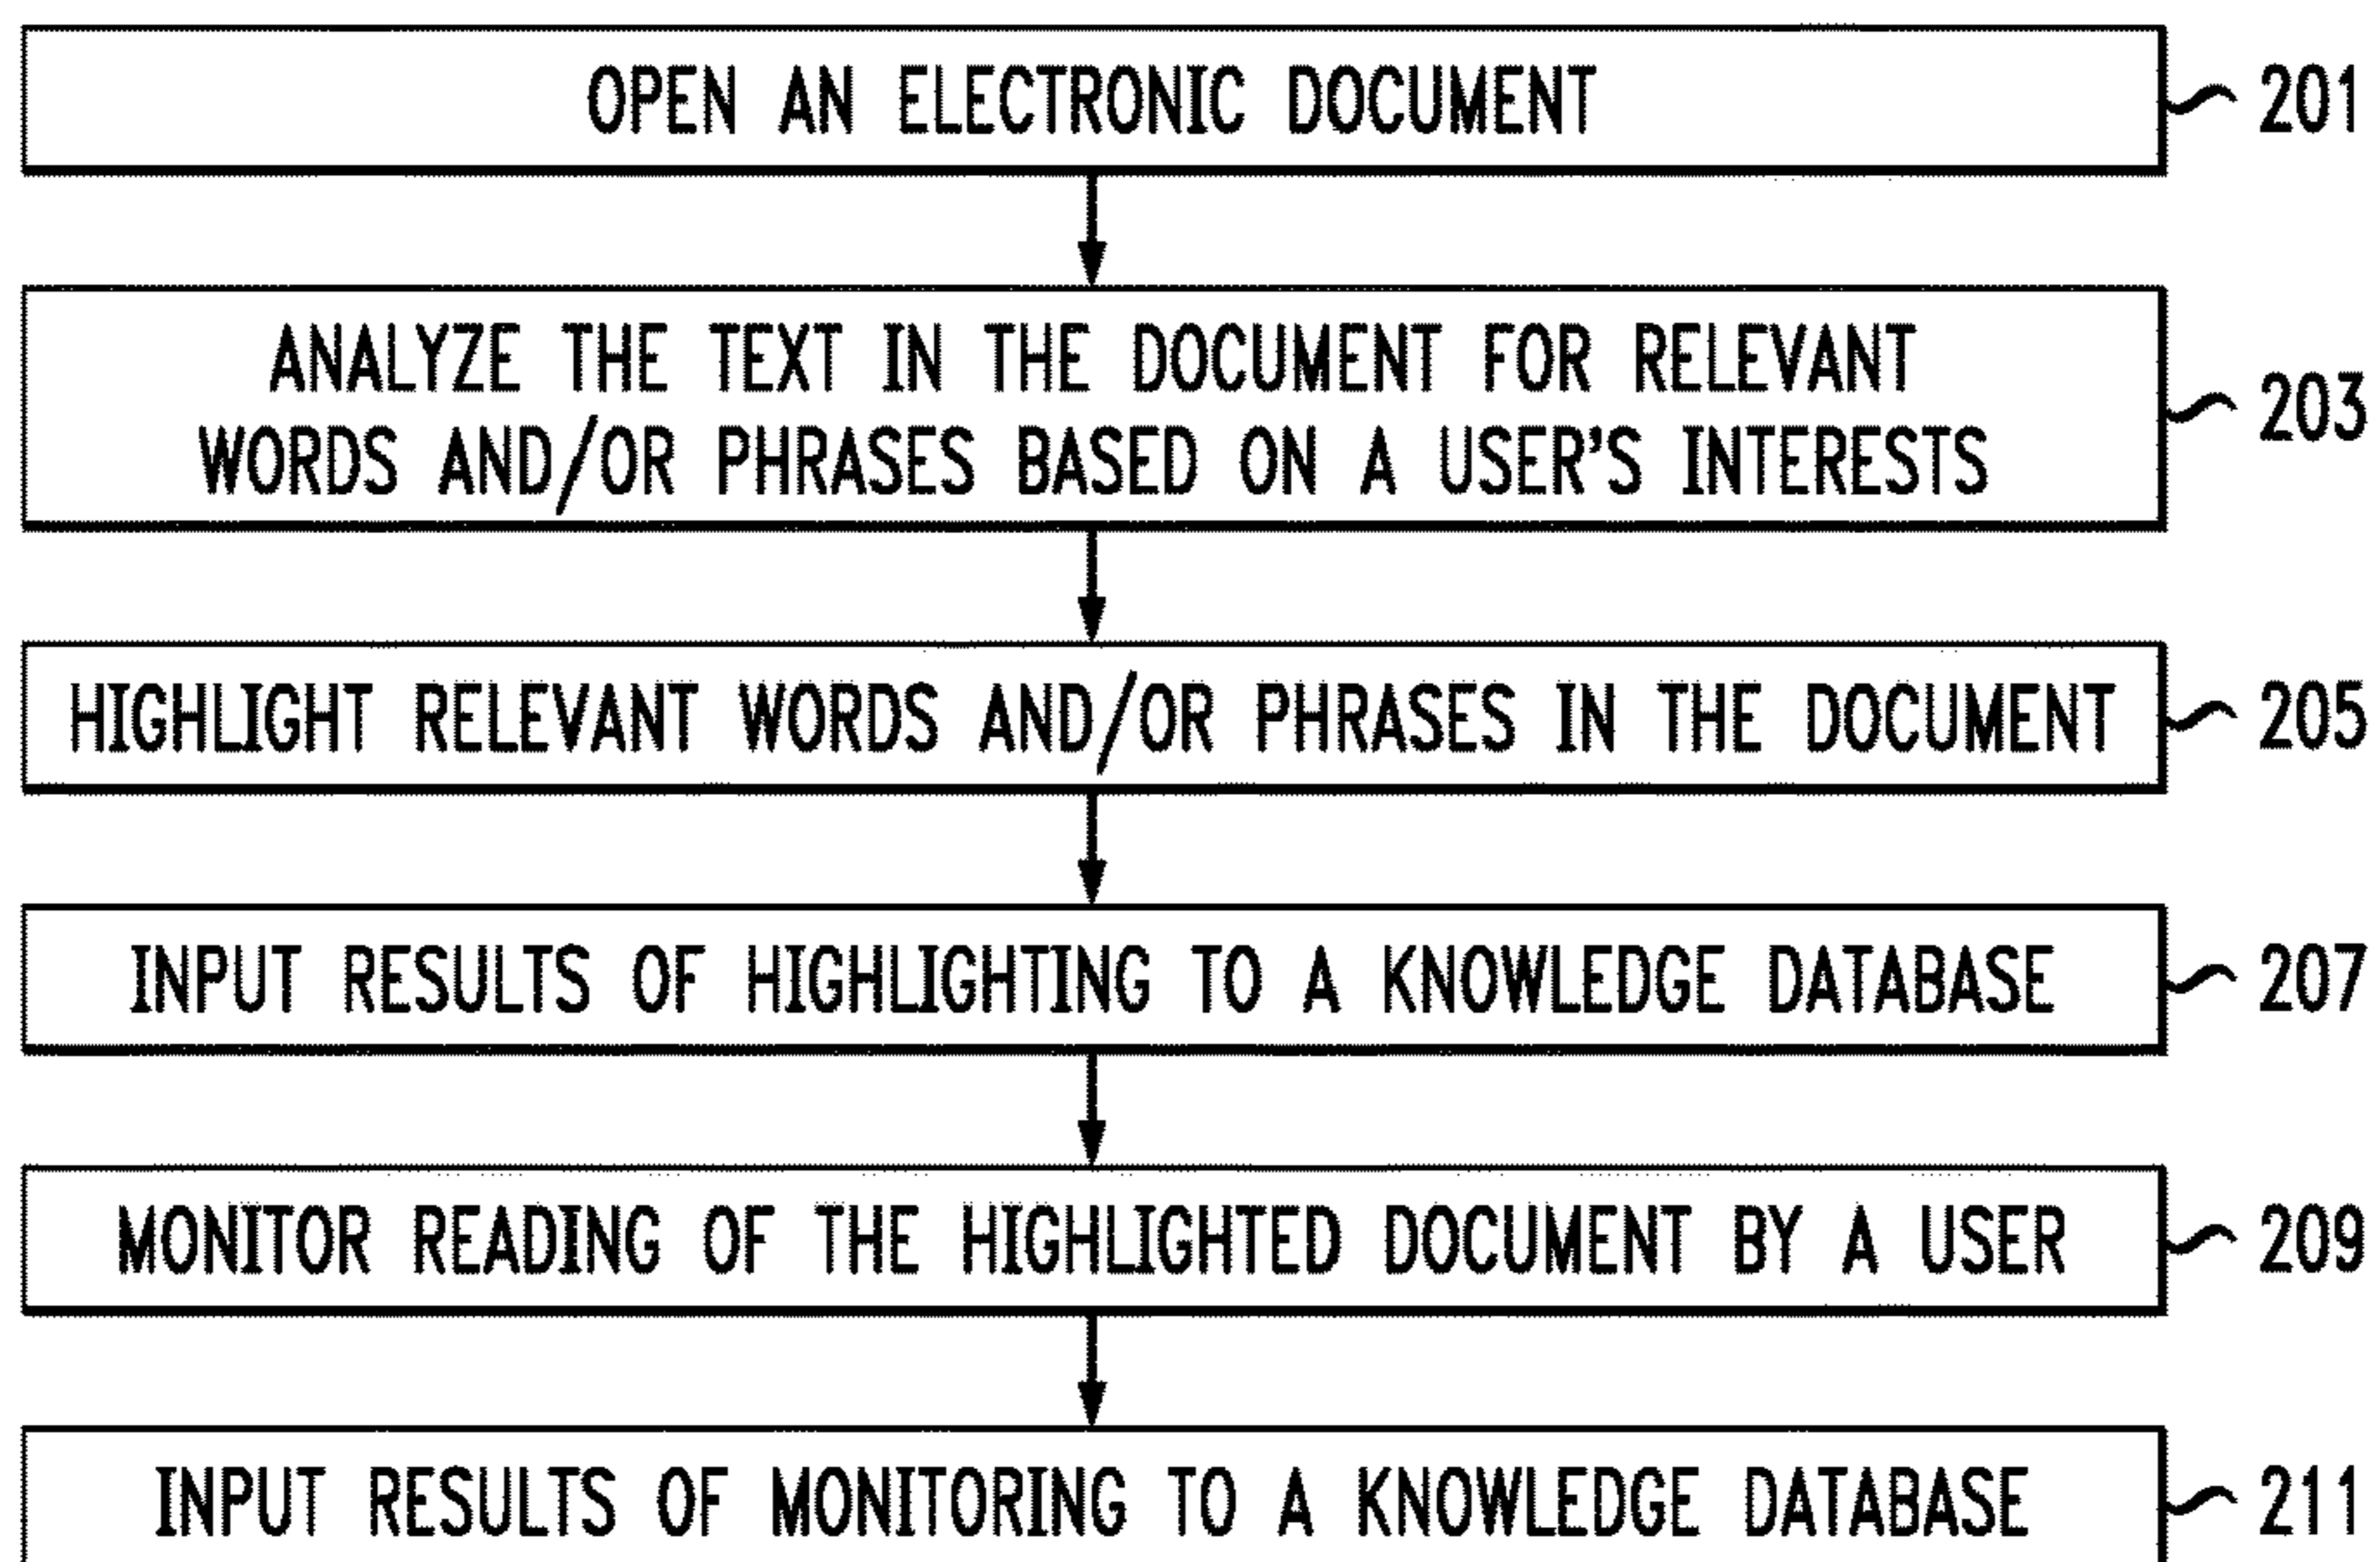 OPEN AN ELECTRONIC DOCUMENT
201
ANALYZE THE TEXT IN THE DOCUMENT FOR RELEVANT
WORDS AND/OR PHRASES BASED ON A USER'S INTERESTS
203
HIGHLIGHT RELEVANT WORDS AND/OR PHRASES IN THE DOCUMENT
205
INPUT RESULTS OF HIGHLIGHTING TO A KNOWLEDGE DATABASE
207
MONITOR READING OF THE HIGHLIGHTED DOCUMENT BY A USER
209
INPUT RESULTS OF MONITORING TO A KNOWLEDGE DATABASE
211